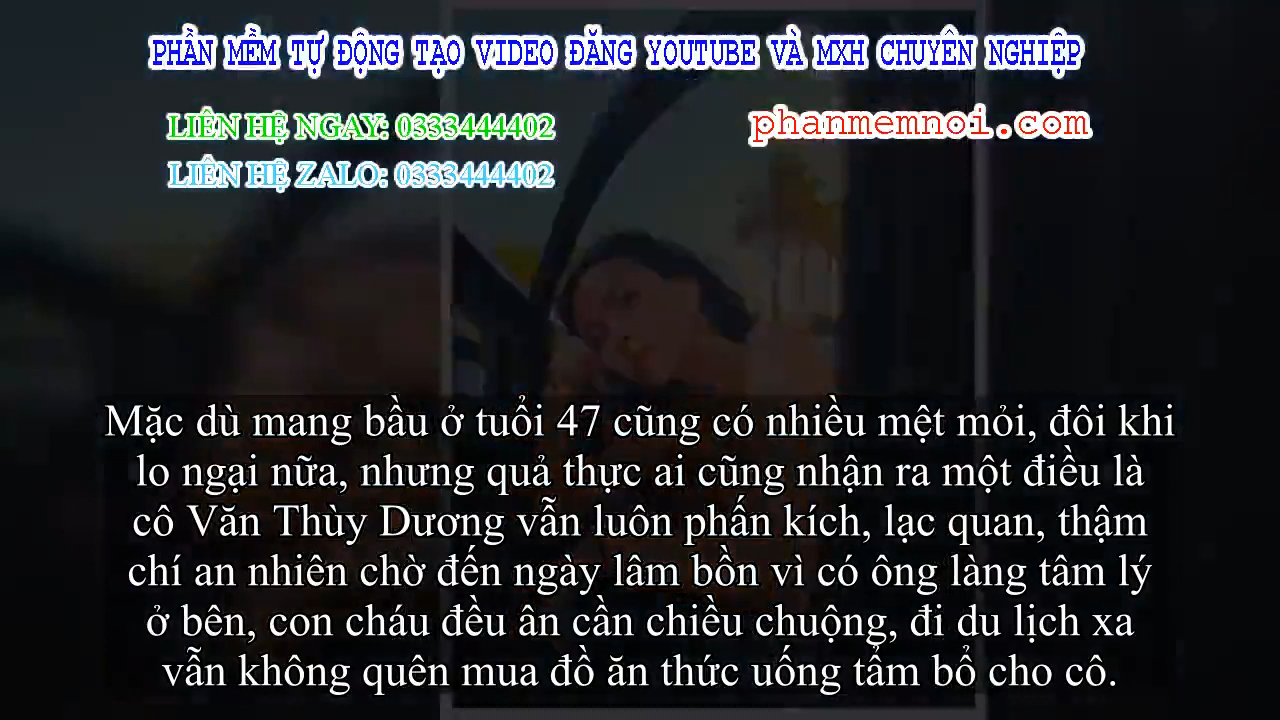 PHẦN MỀM TỰ ĐỘNG TẠO VIDEO ĐĂNG YOUTUBE VÀ MXH CHUYÊN NGHIỆP
LIÊN HỆ NGAY: 0333444402
phanmemnoi.com
LIÊN HỆ ZALO: 0333444402
Mặc dù mang bầu ở tuổi 47 cũng có nhiều mệt mỏi, đôi khi
lo ngại nữa, nhưng quả thực ai cũng nhận ra một điều là
cô Văn Thùy Dương vẫn luôn phấn kích, lạc quan, thậm
chí an nhiên chờ đến ngày lâm bồn vì có ông làng tâm lý
ở bên, con cháu đều ân cần chiều chuộng, đi du lịch xa
vẫn không quên mua đồ ăn thức uống tẩm bổ cho cô.